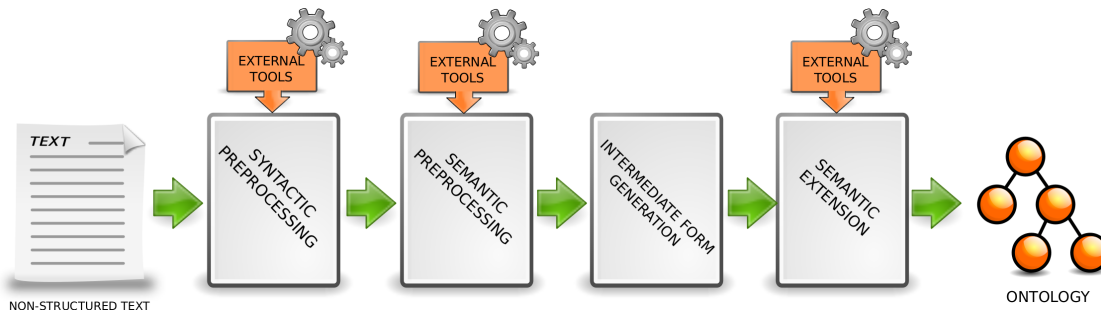 EXTERNAL
TOOLS
EXTERNAL
TOOLS
EXTERNAL
TOOLS
TEXT
SYNTACTIC
PREPROCESSING
SEMANTIC
PREPROCESSING
INTERMEDIATE FORM
GENERATION
SEMANTIC
EXTENSION
NON-STRUCTURED TEXT
ONTOLOGY